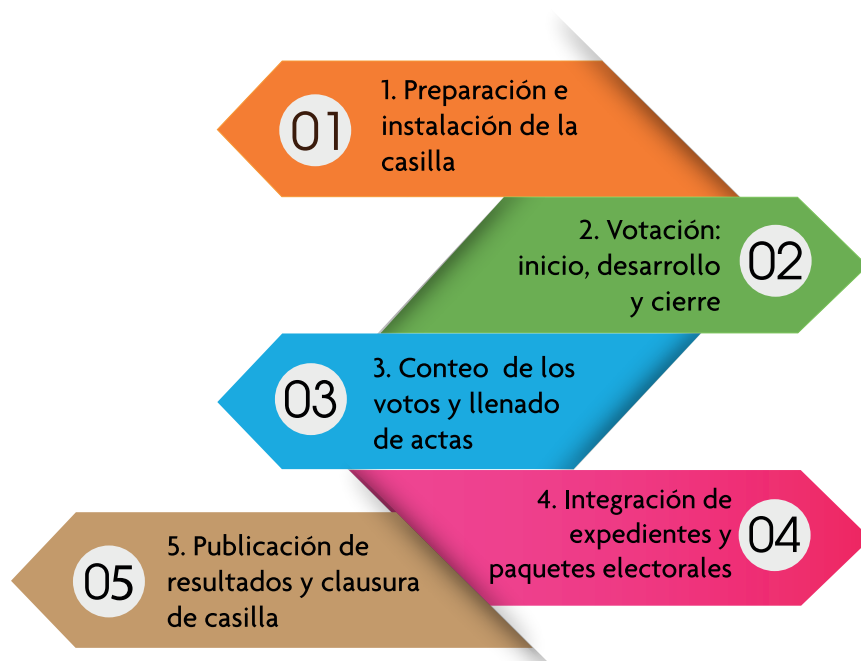 01
1. Preparación e
instalación de la
casilla
2. Votación:
inicio, desarrollo
y cierre
02
03
3. Conteo  de los
votos y llenado
de actas
4. Integración de
expedientes y
paquetes electorales
04
05
5. Publicación de
resultados y clausura
de casilla